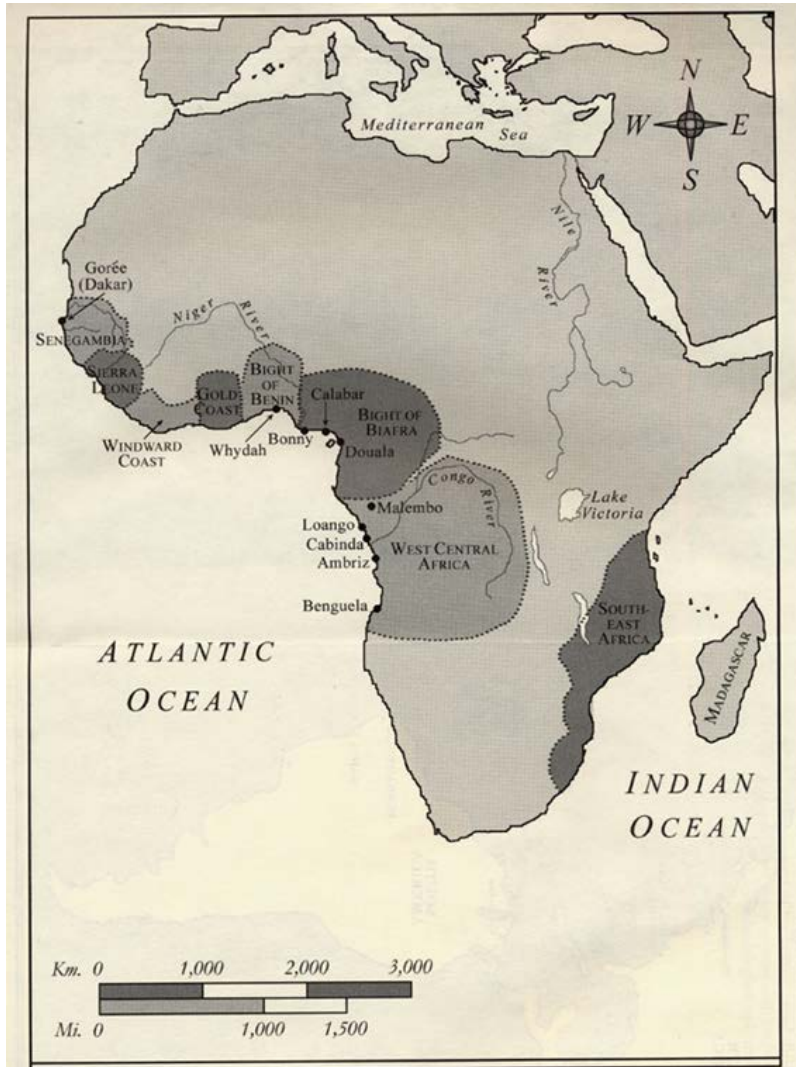 N
W E
S
Mediterranean
Sea
Nile
River
Gorée
(Dakar)
Niger
River
SENEGAMBIA
SIERRA
LEONE
BIGHT
OF
BENIN
GOLD
COAST
Calabar
BIGHT OF
BIAFRA
WINDWARD
COAST
Whydah
Bonny
Douala
Congo
River
Malembo
Lake
Victoria
Loango
Cabinda
Ambriz
WEST CENTRAL
AFRICA
Benguela
SOUTH-
EAST
AFRICA
MADAGASCAR
ATLANTIC
OCEAN
INDIAN
OCEAN
Km. 0 1,000 2,000 3,000
Mi. 0 1,000 1,500